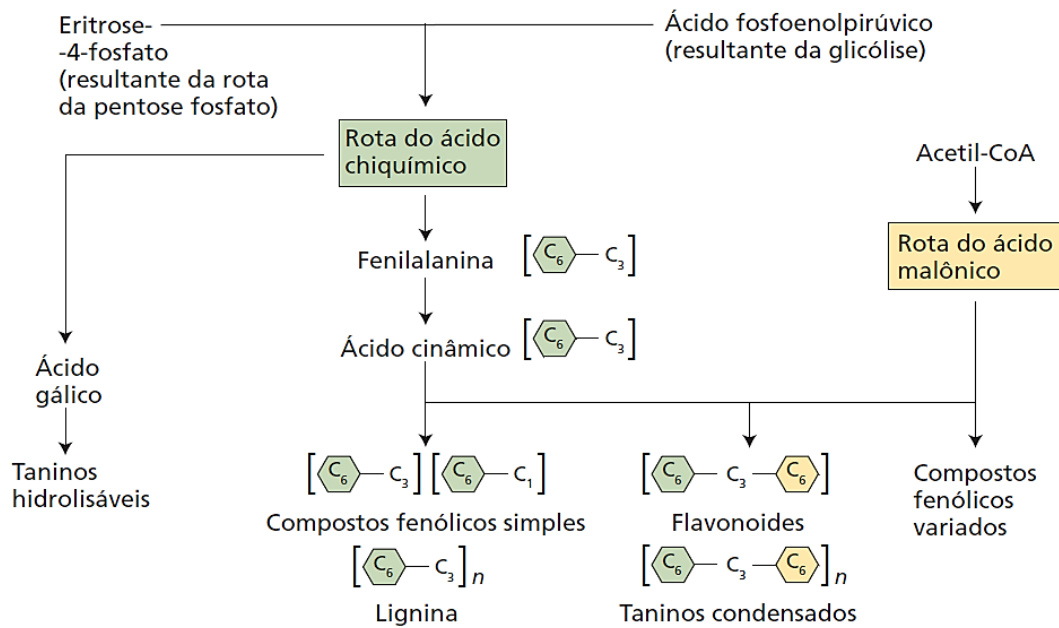 Eritrose-
-4-fosfato
(resultante da rota
da pentose fosfato)
Ácido fosfoenolpirúvico
(resultante da glicólise)
Rota do ácido
chiquímico
Acetil-CoA
Rota do ácido
malônico
Fenilalanina [C₆ — C₃]
Ácido cinâmico [C₆ — C₃]
Ácido
gálico
Taninos
hidrolisáveis
[C₆ — C₃] [C₆ — C₁]
Compostos fenólicos simples
[C₆ — C₃]n
Lignina
[C₆ — C₃ — C₆]
Flavonoides
[C₆ — C₃ — C₆]n
Taninos condensados
Compostos
fenólicos
variados